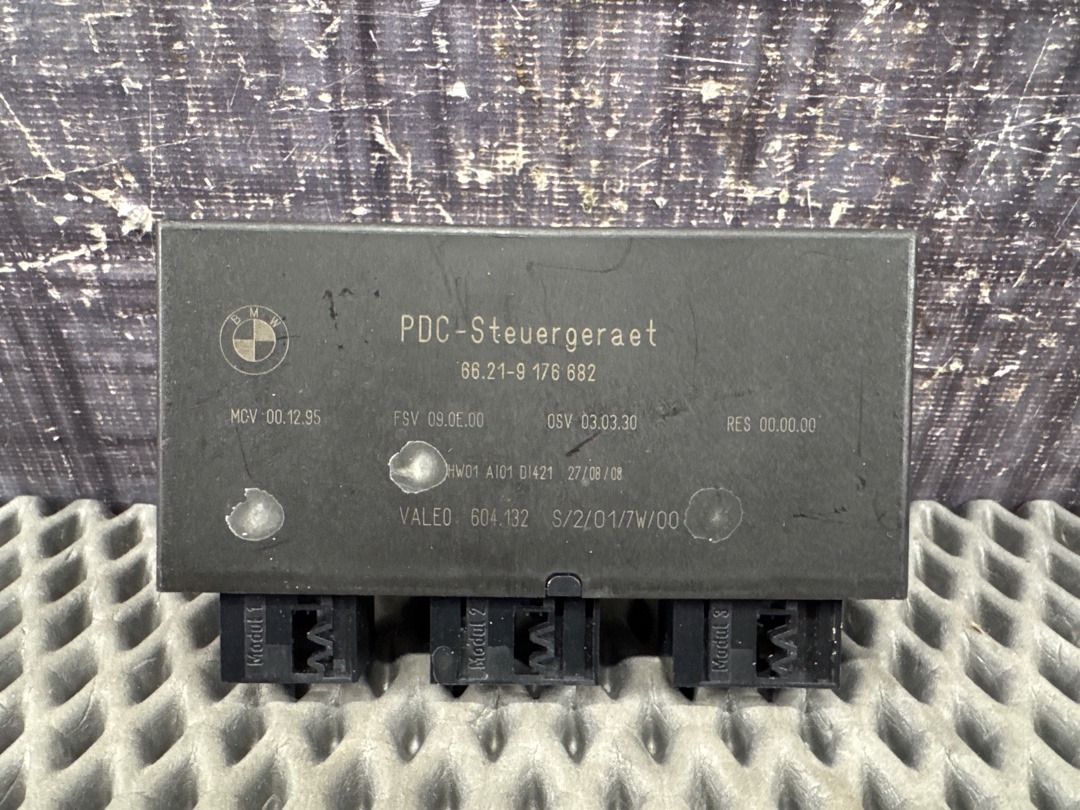 BMW
PDC-Steuergeraet
66.21-9 176 682
MCV 00.12.95 FSV 09.0E.00 OSV 03.03.30 RES 00.00.00
HW01 AI01 DI421 27/08/08
VALEO 604.132 S/2/01/7W/00
Modul 1 Modul 2 Modul 3